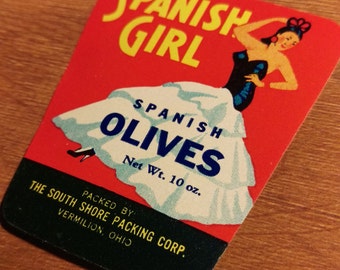 SPANISH
GIRL
SPANISH
OLIVES
Net Wt. 10 oz.
PACKED BY
THE SOUTH SHORE PACKING CORP.
VERMILION, OHIO